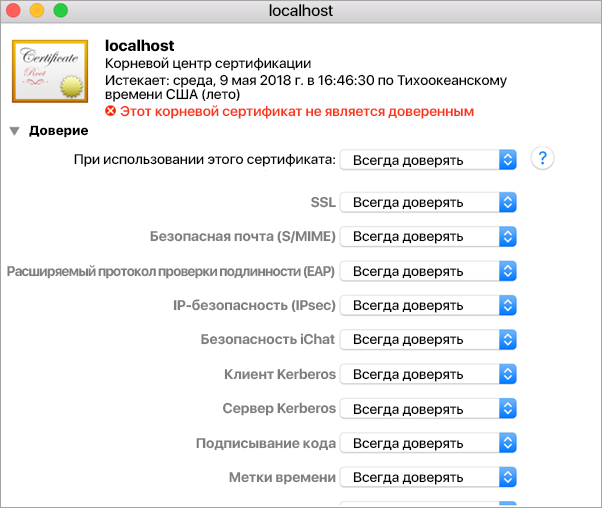 localhost
Certificate
Root
localhost
Корневой центр сертификации
Истекает: среда, 9 мая 2018 г. в 16:46:30 по Тихоокеанскому
времени США (лето)
Этот корневой сертификат не является доверенным
Доверие
При использовании этого сертификата: Всегда доверять ?
SSL Всегда доверять
Безопасная почта (S/MIME) Всегда доверять
Расширяемый протокол проверки подлинности (EAP) Всегда доверять
IP-безопасность (IPsec) Всегда доверять
Безопасность iChat Всегда доверять
Клиент Kerberos Всегда доверять
Сервер Kerberos Всегда доверять
Подписывание кода Всегда доверять
Метки времени Всегда доверять